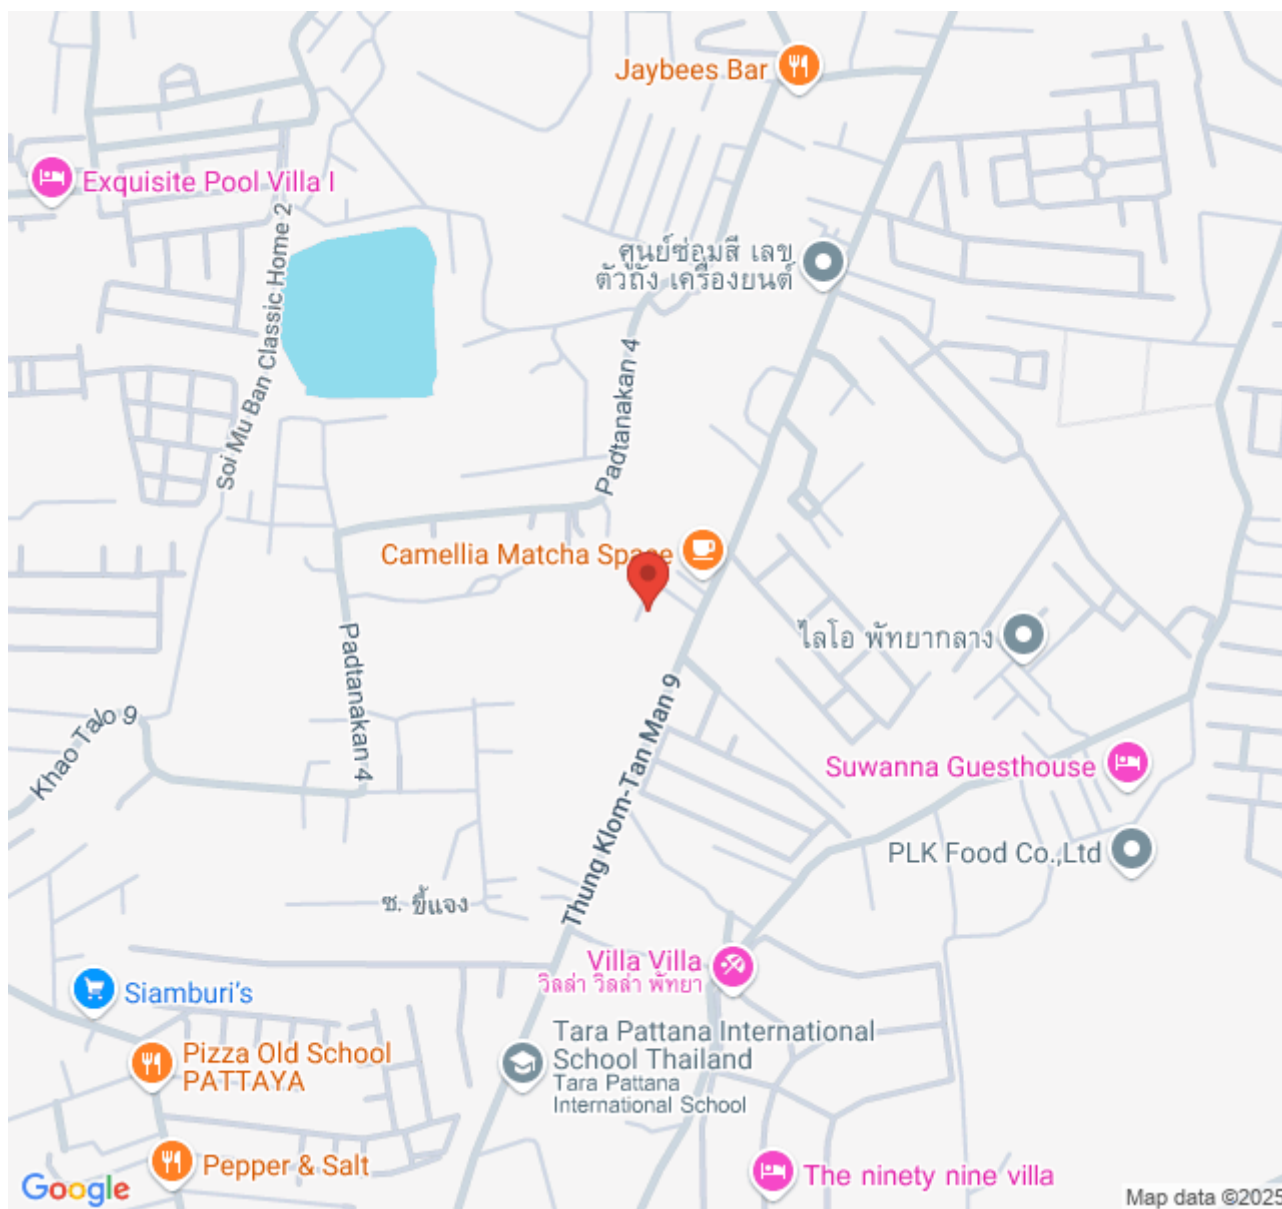 Jaybees Bar
Exquisite Pool Villa I
Soi Mu Ban Classic Home 2
ศูนย์ซ่อมสี เลข
ตัวถัง เครื่องยนต์
Padtanakan 4
Camellia Matcha Space
ไลโอ พัทยากลาง
Padtanakan 4
Khao Talo 9
Thung Klom-Tan Man 9
Suwanna Guesthouse
PLK Food Co.,Ltd
ซ. ขี้แจง
Villa Villa
วิลล่า วิลล่า พัทยา
Siamburi's
Tara Pattana International
School Thailand
Tara Pattana
International School
Pizza Old School
PATTAYA
Pepper & Salt
The ninety nine villa
Google
Map data ©2025